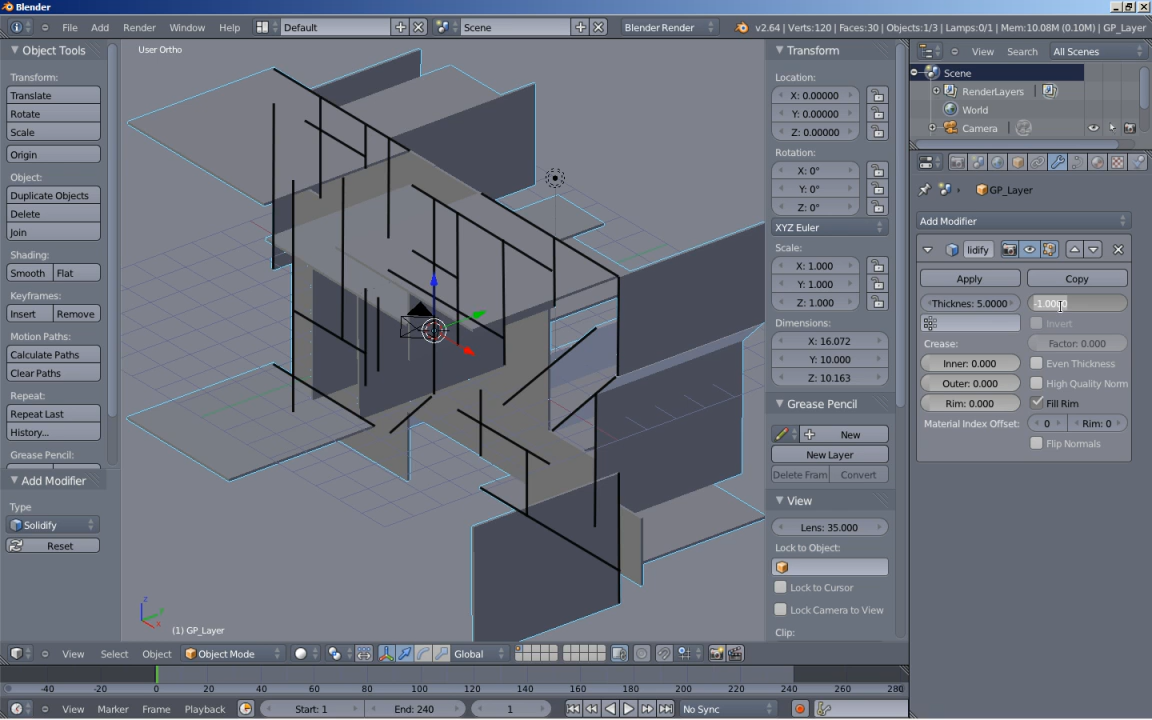 Blender
File Add Render Window Help Default Scene Blender Render v2.64 | Verts:120 | Faces:30 | Objects:1/3 | Lamps:0/1 | Mem:10.08M (0.10M) | GP_Layer
Object Tools
Transform:
Translate
Rotate
Scale
Origin
Object:
Duplicate Objects
Delete
Join
Shading:
Smooth Flat
Keyframes:
Insert Remove
Motion Paths:
Calculate Paths
Clear Paths
Repeat:
Repeat Last
History...
Grease Pencil:
Add Modifier
Type
Solidify
Reset
User Ortho
z
y
x
(1) GP_Layer
Transform
Location:
X: 0.00000
Y: 0.00000
Z: 0.00000
Rotation:
X: 0°
Y: 0°
Z: 0°
XYZ Euler
Scale:
X: 1.000
Y: 1.000
Z: 1.000
Dimensions:
X: 16.072
Y: 10.000
Z: 10.163
Grease Pencil
New
New Layer
Delete Fram Convert
View
Lens: 35.000
Lock to Object:
Lock to Cursor
Lock Camera to View
Clip:
View Search All Scenes
Scene
RenderLayers
World
Camera
GP_Layer
Add Modifier
lidify
Apply Copy
Thicknes: 5.0000
Invert
Crease: Factor: 0.000
Inner: 0.000 Even Thickness
Outer: 0.000 High Quality Norm
Rim: 0.000 Fill Rim
Material Index Offset: 0 Rim: 0
Flip Normals
View Select Object Object Mode Global
-40 -20 0 20 40 60 80 100 120 140 160 180 200 220 240 260 280
View Marker Frame Playback Start: 1 End: 240 1 No Sync